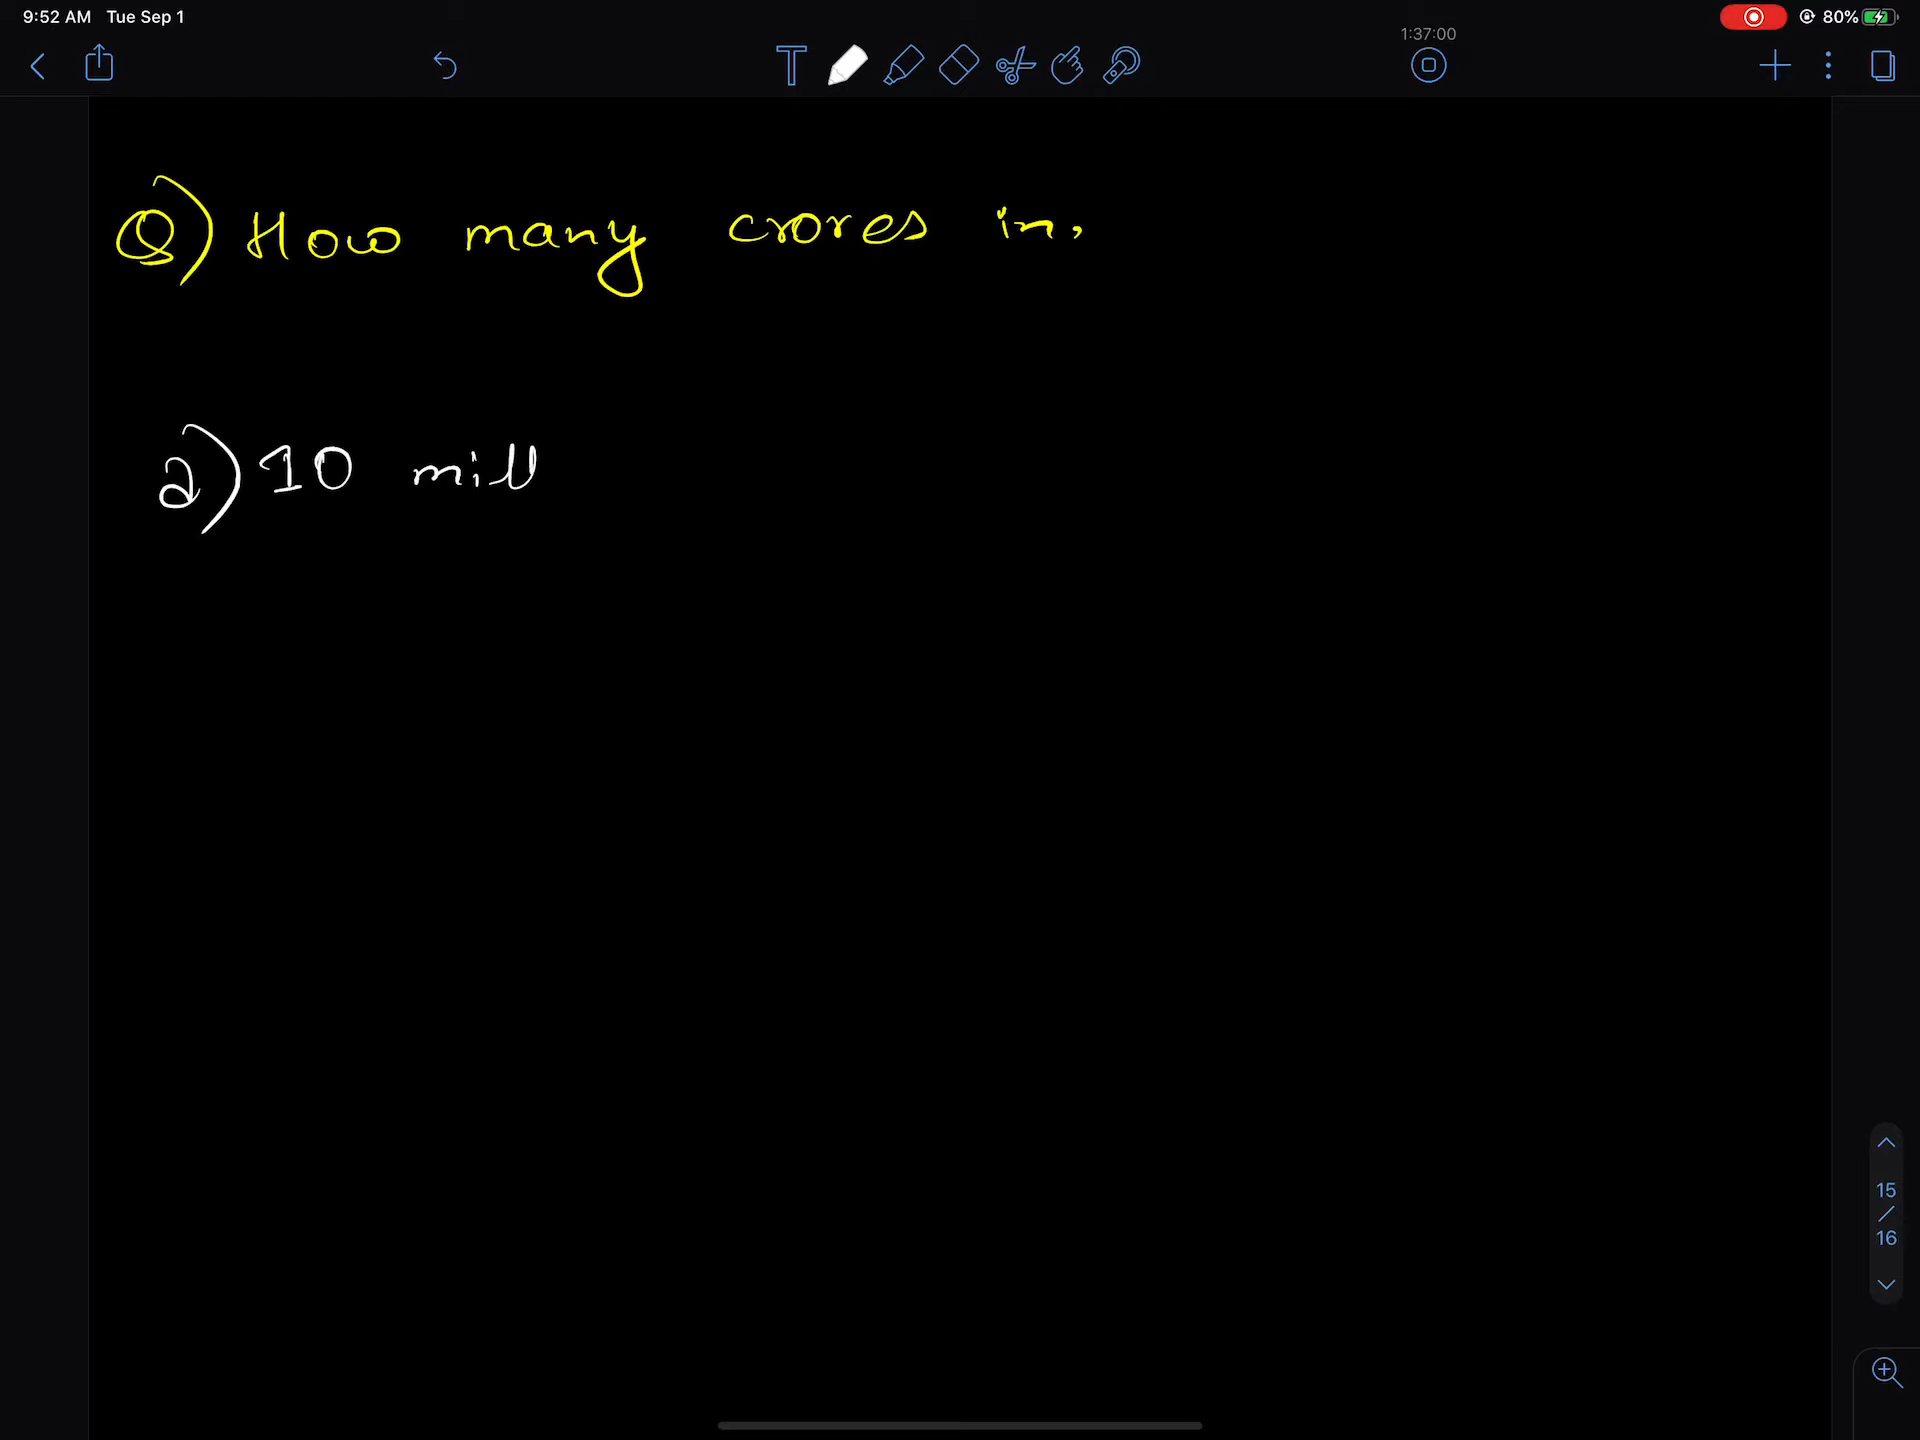 9:52 AM Tue Sep 1
80%
1:37:00
Q) How many crores in,
a) 10 mill
15
/
16